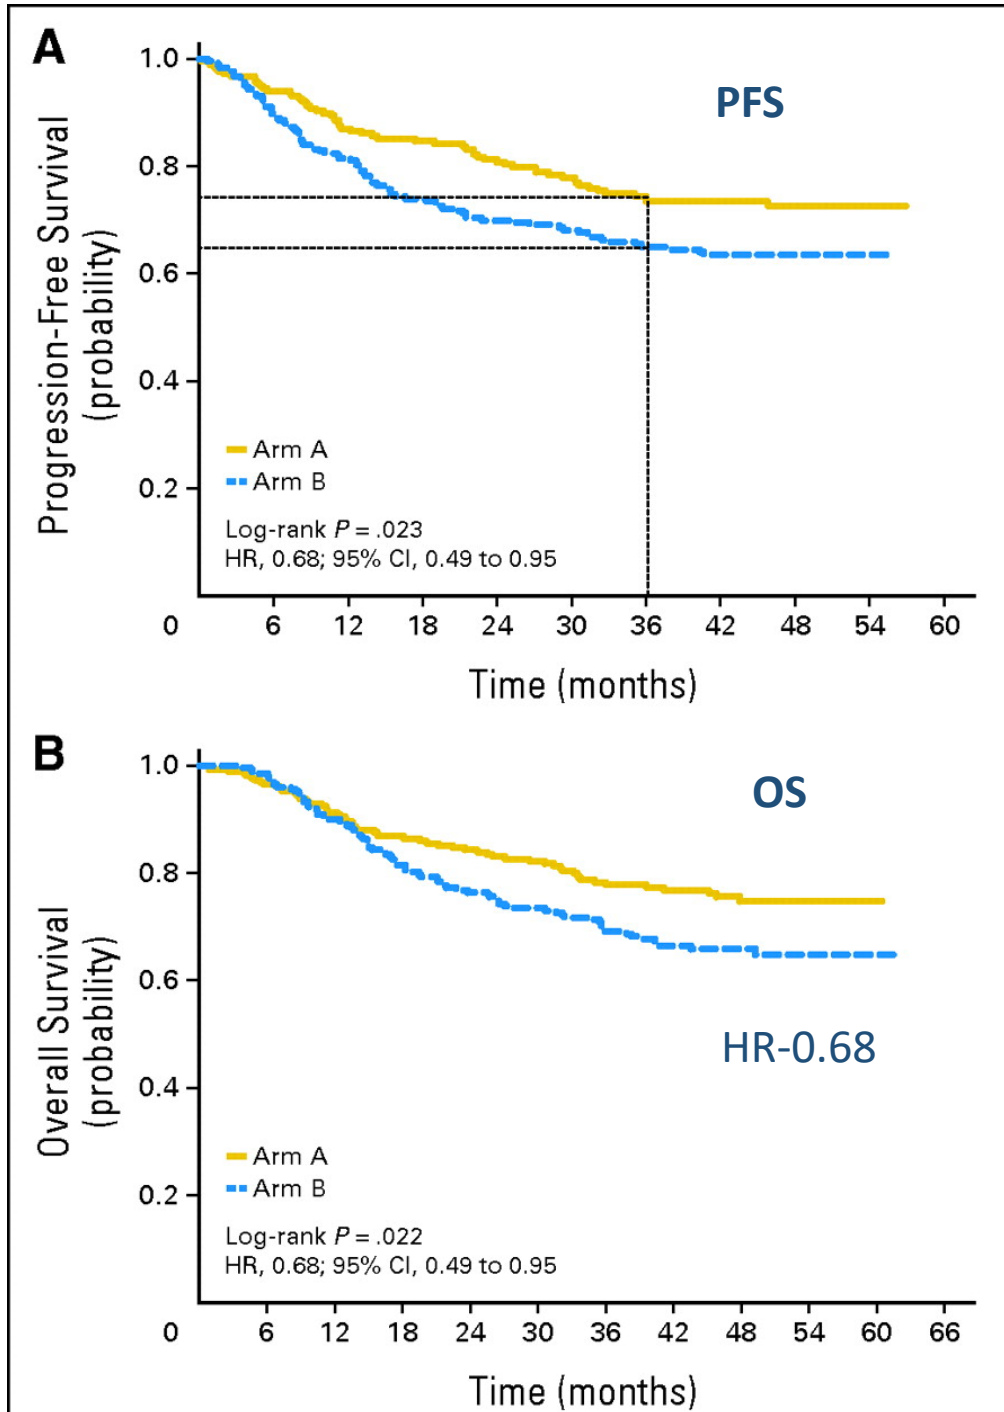 A
PFS
Progression-Free Survival
(probability)
1.0
0.8
0.6
0.4
0.2
Arm A
Arm B
Log-rank P = .023
HR, 0.68; 95% CI, 0.49 to 0.95
0 6 12 18 24 30 36 42 48 54 60
Time (months)
B
OS
Overall Survival
(probability)
1.0
0.8
0.6
0.4
0.2
HR-0.68
Arm A
Arm B
Log-rank P = .022
HR, 0.68; 95% CI, 0.49 to 0.95
0 6 12 18 24 30 36 42 48 54 60 66
Time (months)